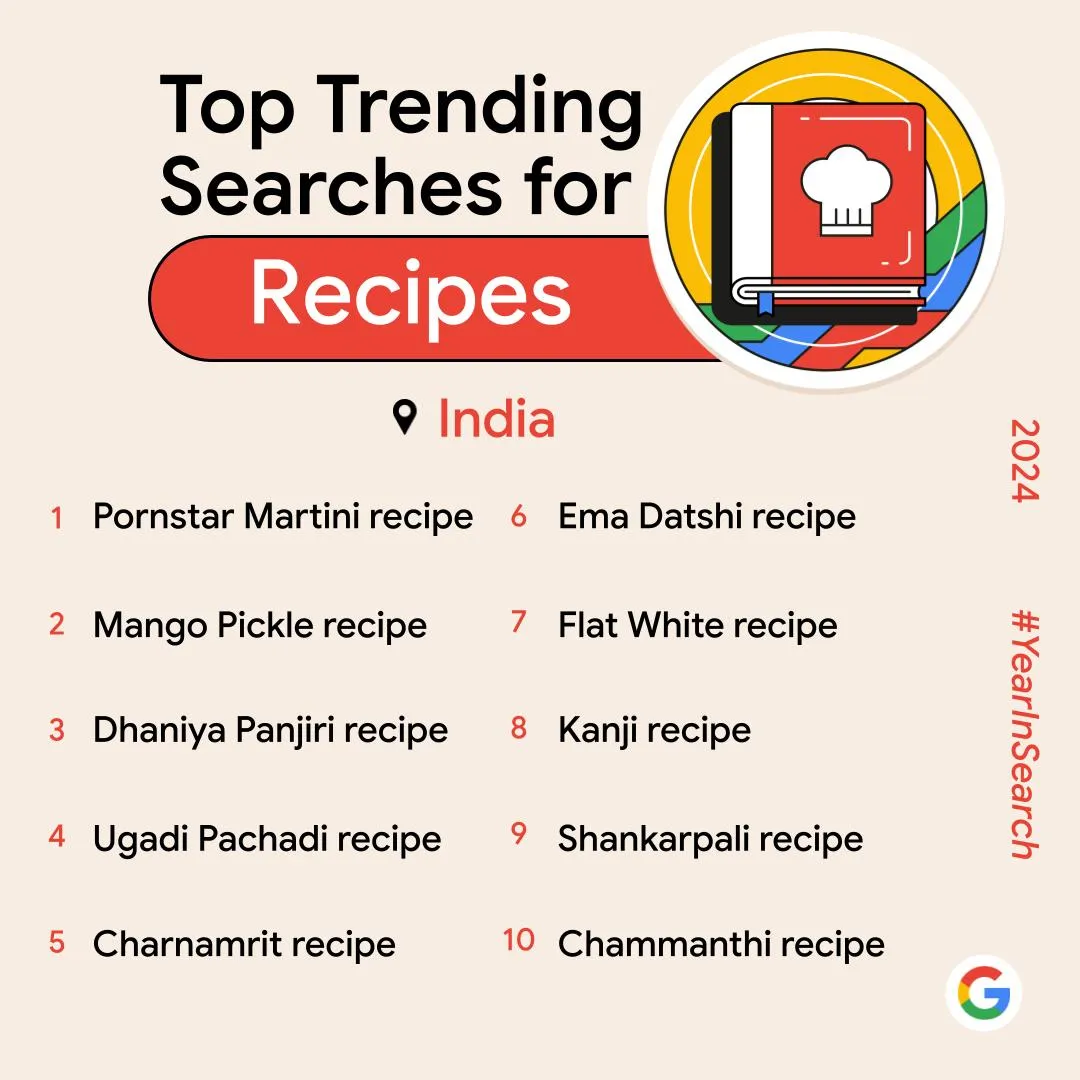 Top Trending
Searches for
Recipes
India
1 Pornstar Martini recipe
2 Mango Pickle recipe
3 Dhaniya Panjiri recipe
4 Ugadi Pachadi recipe
5 Charnamrit recipe
6 Ema Datshi recipe
7 Flat White recipe
8 Kanji recipe
9 Shankarpali recipe
10 Chammanthi recipe
2024
#YearInSearch
G